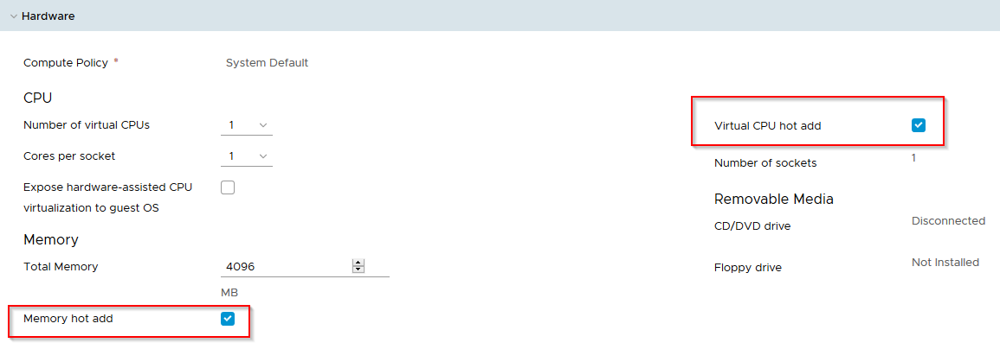 Hardware
Compute Policy *
System Default
CPU
Number of virtual CPUs
1
Cores per socket
1
Expose hardware-assisted CPU
virtualization to guest OS
Memory
Total Memory
4096
MB
Memory hot add
Virtual CPU hot add
Number of sockets
1
Removable Media
CD/DVD drive
Disconnected
Floppy drive
Not Installed